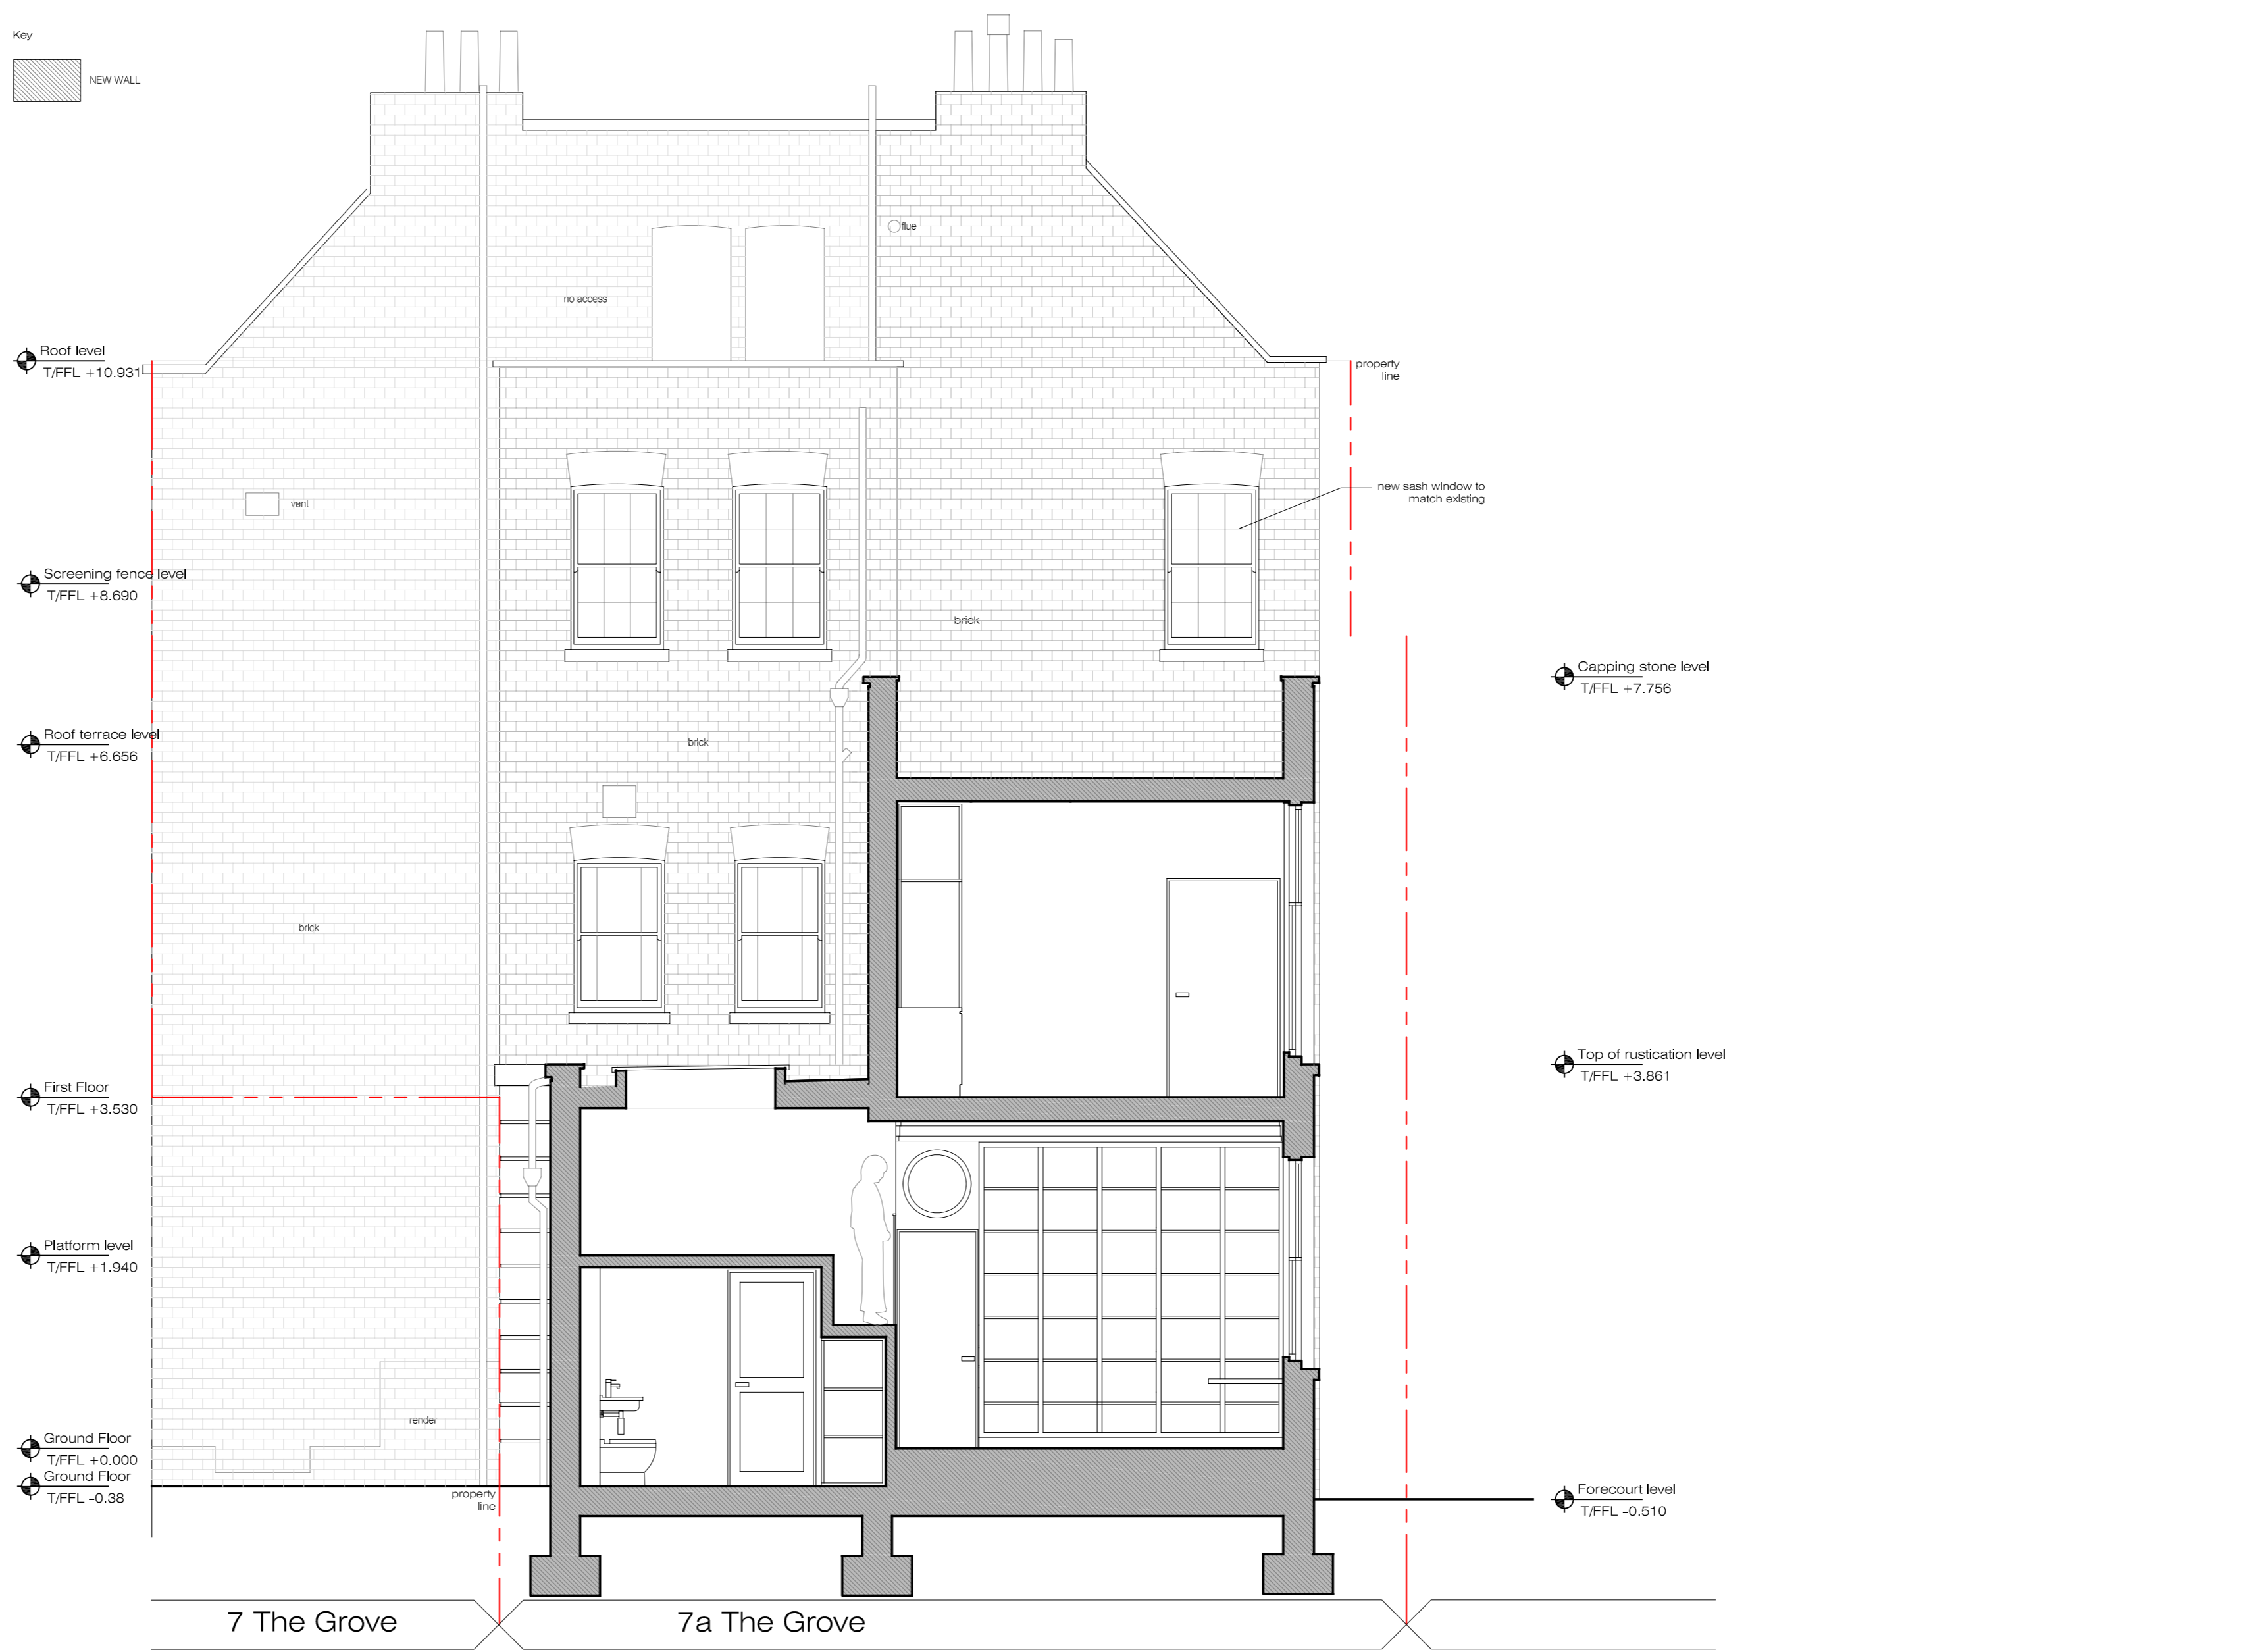 Key
NEW WALL
flue
no access
Roof level
T/FFL +10.931
property
line
new sash window to
match existing
vent
Screening fence level
T/FFL +8.690
brick
Capping stone level
T/FFL +7.756
Roof terrace level
T/FFL +6.656
brick
brick
Top of rustication level
T/FFL +3.861
First Floor
T/FFL +3.530
Platform level
T/FFL +1.940
render
Ground Floor
T/FFL +0.000
Ground Floor
T/FFL -0.38
property
line
Forecourt level
T/FFL -0.510
7 The Grove
7a The Grove